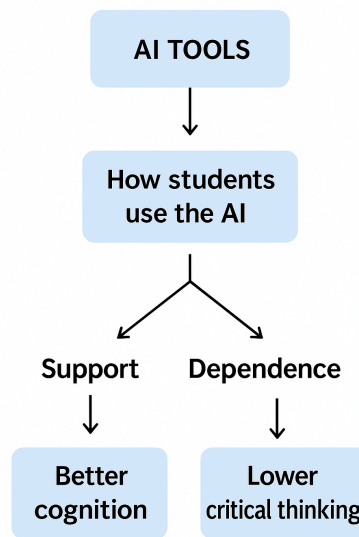 AI TOOLS
How students
use the AI
Support
Dependence
Better
cognition
Lower
critical thinking